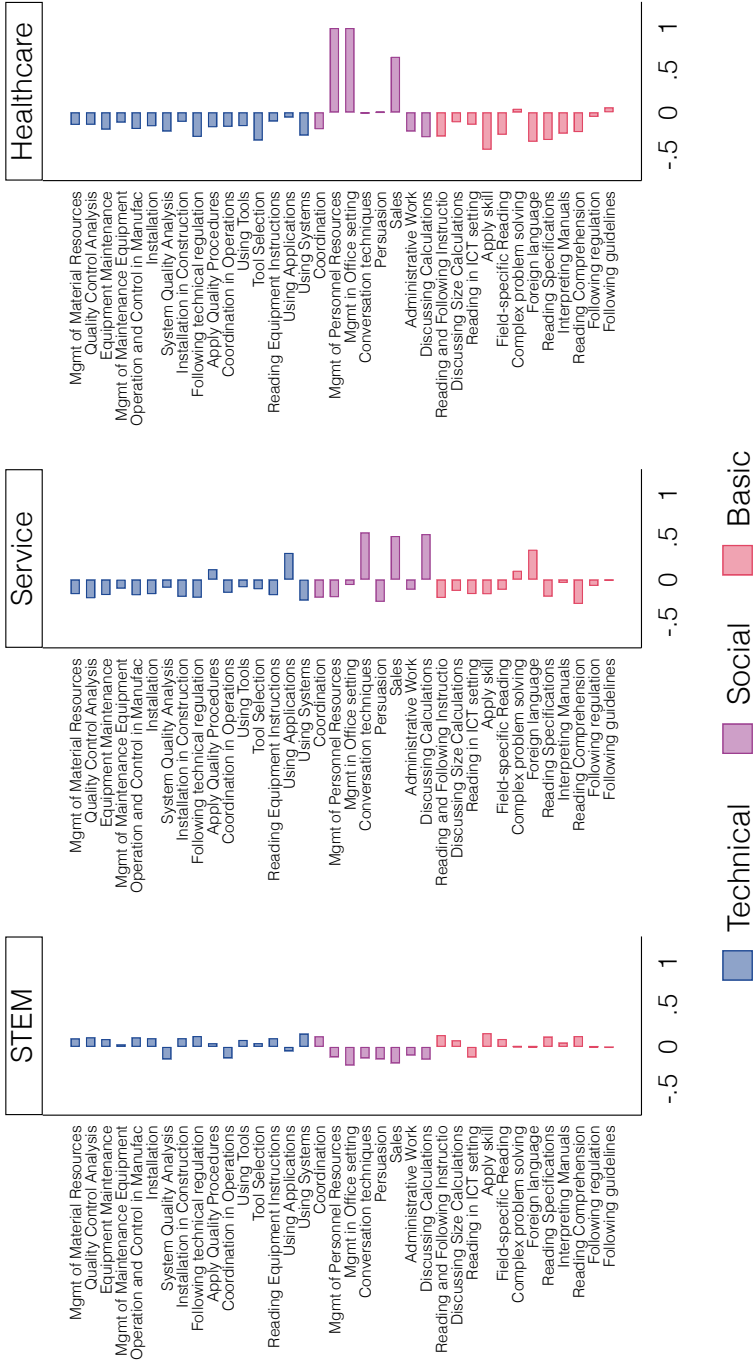 STEM
Mgmt of Material Resources
Quality Control Analysis
Equipment Maintenance
Mgmt of Maintenance Equipment
Operation and Control in Manufac
Installation
System Quality Analysis
Installation in Construction
Following technical regulation
Apply Quality Procedures
Coordination in Operations
Using Tools
Tool Selection
Reading Equipment Instructions
Using Applications
Using Systems
Coordination
Mgmt of Personnel Resources
Mgmt in Office setting
Conversation techniques
Persuasion
Sales
Administrative Work
Discussing Calculations
Reading and Following Instructio
Discussing Size Calculations
Reading in ICT setting
Apply skill
Field-specific Reading
Complex problem solving
Foreign language
Reading Specifications
Interpreting Manuals
Reading Comprehension
Following regulation
Following guidelines
-.5 0 .5 1
Service
Mgmt of Material Resources
Quality Control Analysis
Equipment Maintenance
Mgmt of Maintenance Equipment
Operation and Control in Manufac
Installation
System Quality Analysis
Installation in Construction
Following technical regulation
Apply Quality Procedures
Coordination in Operations
Using Tools
Tool Selection
Reading Equipment Instructions
Using Applications
Using Systems
Coordination
Mgmt of Personnel Resources
Mgmt in Office setting
Conversation techniques
Persuasion
Sales
Administrative Work
Discussing Calculations
Reading and Following Instructio
Discussing Size Calculations
Reading in ICT setting
Apply skill
Field-specific Reading
Complex problem solving
Foreign language
Reading Specifications
Interpreting Manuals
Reading Comprehension
Following regulation
Following guidelines
-.5 0 .5 1
Healthcare
Mgmt of Material Resources
Quality Control Analysis
Equipment Maintenance
Mgmt of Maintenance Equipment
Operation and Control in Manufac
Installation
System Quality Analysis
Installation in Construction
Following technical regulation
Apply Quality Procedures
Coordination in Operations
Using Tools
Tool Selection
Reading Equipment Instructions
Using Applications
Using Systems
Coordination
Mgmt of Personnel Resources
Mgmt in Office setting
Conversation techniques
Persuasion
Sales
Administrative Work
Discussing Calculations
Reading and Following Instructio
Discussing Size Calculations
Reading in ICT setting
Apply skill
Field-specific Reading
Complex problem solving
Foreign language
Reading Specifications
Interpreting Manuals
Reading Comprehension
Following regulation
Following guidelines
-.5 0 .5 1
Technical Social Basic